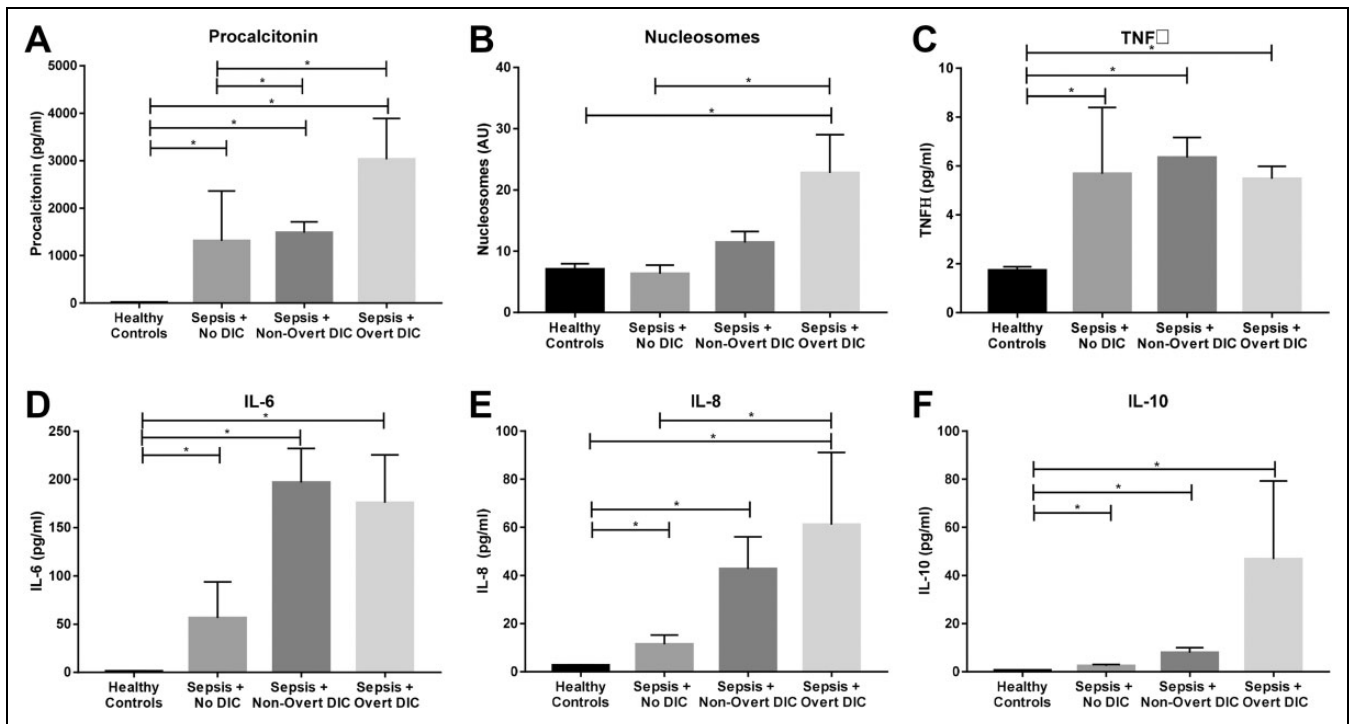 A
Procalcitonin
Procalcitonin (pg/ml)
5000
4000
3000
2000
1000
0
* * * * *
Healthy Controls
Sepsis + No DIC
Sepsis + Non-Overt DIC
Sepsis + Overt DIC
B
Nucleosomes
Nucleosomes (AU)
40
30
20
10
0
* *
Healthy Controls
Sepsis + No DIC
Sepsis + Non-Overt DIC
Sepsis + Overt DIC
C
TNF□
TNFH (pg/ml)
10
8
6
4
2
0
* * *
Healthy Controls
Sepsis + No DIC
Sepsis + Non-Overt DIC
Sepsis + Overt DIC
D
IL-6
IL-6 (pg/ml)
250
200
150
100
50
0
* * *
Healthy Controls
Sepsis + No DIC
Sepsis + Non-Overt DIC
Sepsis + Overt DIC
E
IL-8
IL-8 (pg/ml)
100
80
60
40
20
0
* * * *
Healthy Controls
Sepsis + No DIC
Sepsis + Non-Overt DIC
Sepsis + Overt DIC
F
IL-10
IL-10 (pg/ml)
100
80
60
40
20
0
* * *
Healthy Controls
Sepsis + No DIC
Sepsis + Non-Overt DIC
Sepsis + Overt DIC